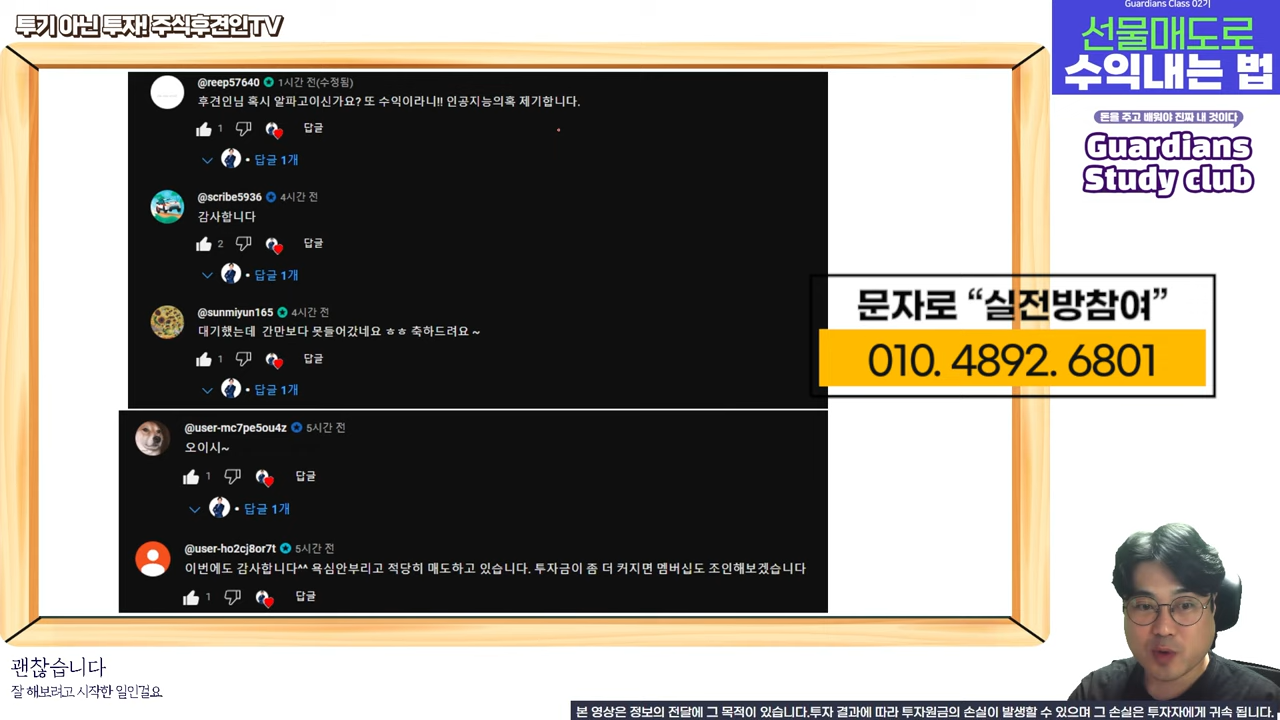 투기 아닌 투자! 주식후견인TV
Guardians Class 02기
선물매도로
수익내는 법
돈을 주고 배워야 진짜 내 것이다
Guardians
Study club
@reep57640 1시간 전(수정됨)
후견인님 혹시 알파고이신가요? 또 수익이라니!! 인공지능의혹 제기합니다.
1 답글
• 답글 1개
@scribe5936 4시간 전
감사합니다
2 답글
• 답글 1개
@sunmiyun165 4시간 전
대기했는데 간만보다 못들어갔네요 ㅎㅎ 축하드려요 ~
1 답글
• 답글 1개
문자로 “실전방참여”
010. 4892. 6801
@user-mc7pe5ou4z 5시간 전
오이시~
1 답글
• 답글 1개
@user-ho2cj8or7t 5시간 전
이번에도 감사합니다^^ 욕심안부리고 적당히 매도하고 있습니다. 투자금이 좀 더 커지면 멤버십도 조인해보겠습니다
1 답글
괜찮습니다
잘 해보려고 시작한 일인걸요
본 영상은 정보의 전달에 그 목적이 있습니다.투자 결과에 따라 투자원금의 손실이 발생할 수 있으며 그 손실은 투자자에게 귀속 됩니다.